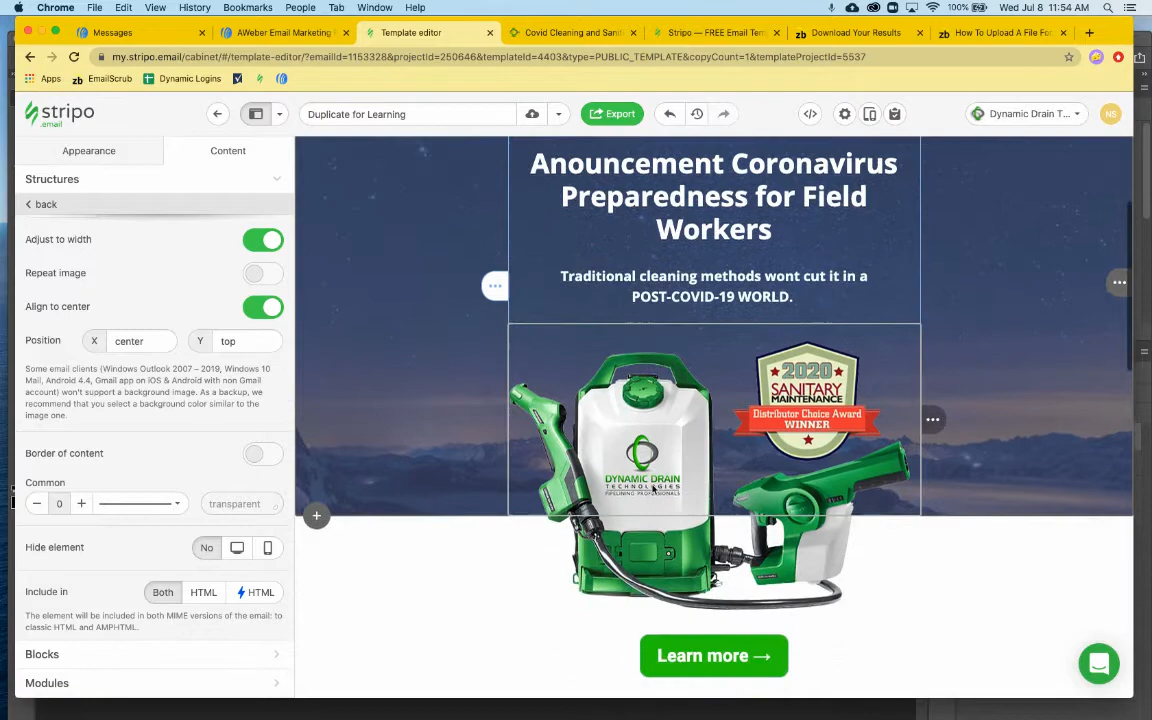 Chrome File Edit View History Bookmarks People Tab Window Help 100% Wed Jul 8 11:54 AM
Messages × AWeber Email Marketing × Template editor × Covid Cleaning and Sani × Stripo — FREE Email Tem × zb Download Your Results × zb How To Upload A File For × +
my.stripo.email/cabinet/#/template-editor/?emailId=1153328&projectId=250646&templateId=4403&type=PUBLIC_TEMPLATE&copyCount=1&templateProjectId=5537
Apps zb EmailScrub Dynamic Logins
stripo .email
Duplicate for Learning
Export
Dynamic Drain T...
NS
Appearance
Content
Structures
back
Adjust to width
Repeat image
Align to center
Position X center Y top
Some email clients (Windows Outlook 2007 – 2019, Windows 10
Mail, Android 4.4, Gmail app on iOS & Android with non Gmail
account) won't support a background image. As a backup, we
recommend that you select a background color similar to the
image one.
Border of content
Common
− 0 + transparent
Hide element No
Include in Both HTML HTML
The element will be included in both MIME versions of the email: to
classic HTML and AMPHTML.
Blocks
Modules
Anouncement Coronavirus
Preparedness for Field
Workers
Traditional cleaning methods wont cut it in a
POST-COVID-19 WORLD.
2020
SANITARY
MAINTENANCE
Distributor Choice Award
WINNER
DYNAMIC DRAIN
TECHNOLOGIES
PIPELINING PROFESSIONALS
Learn more →